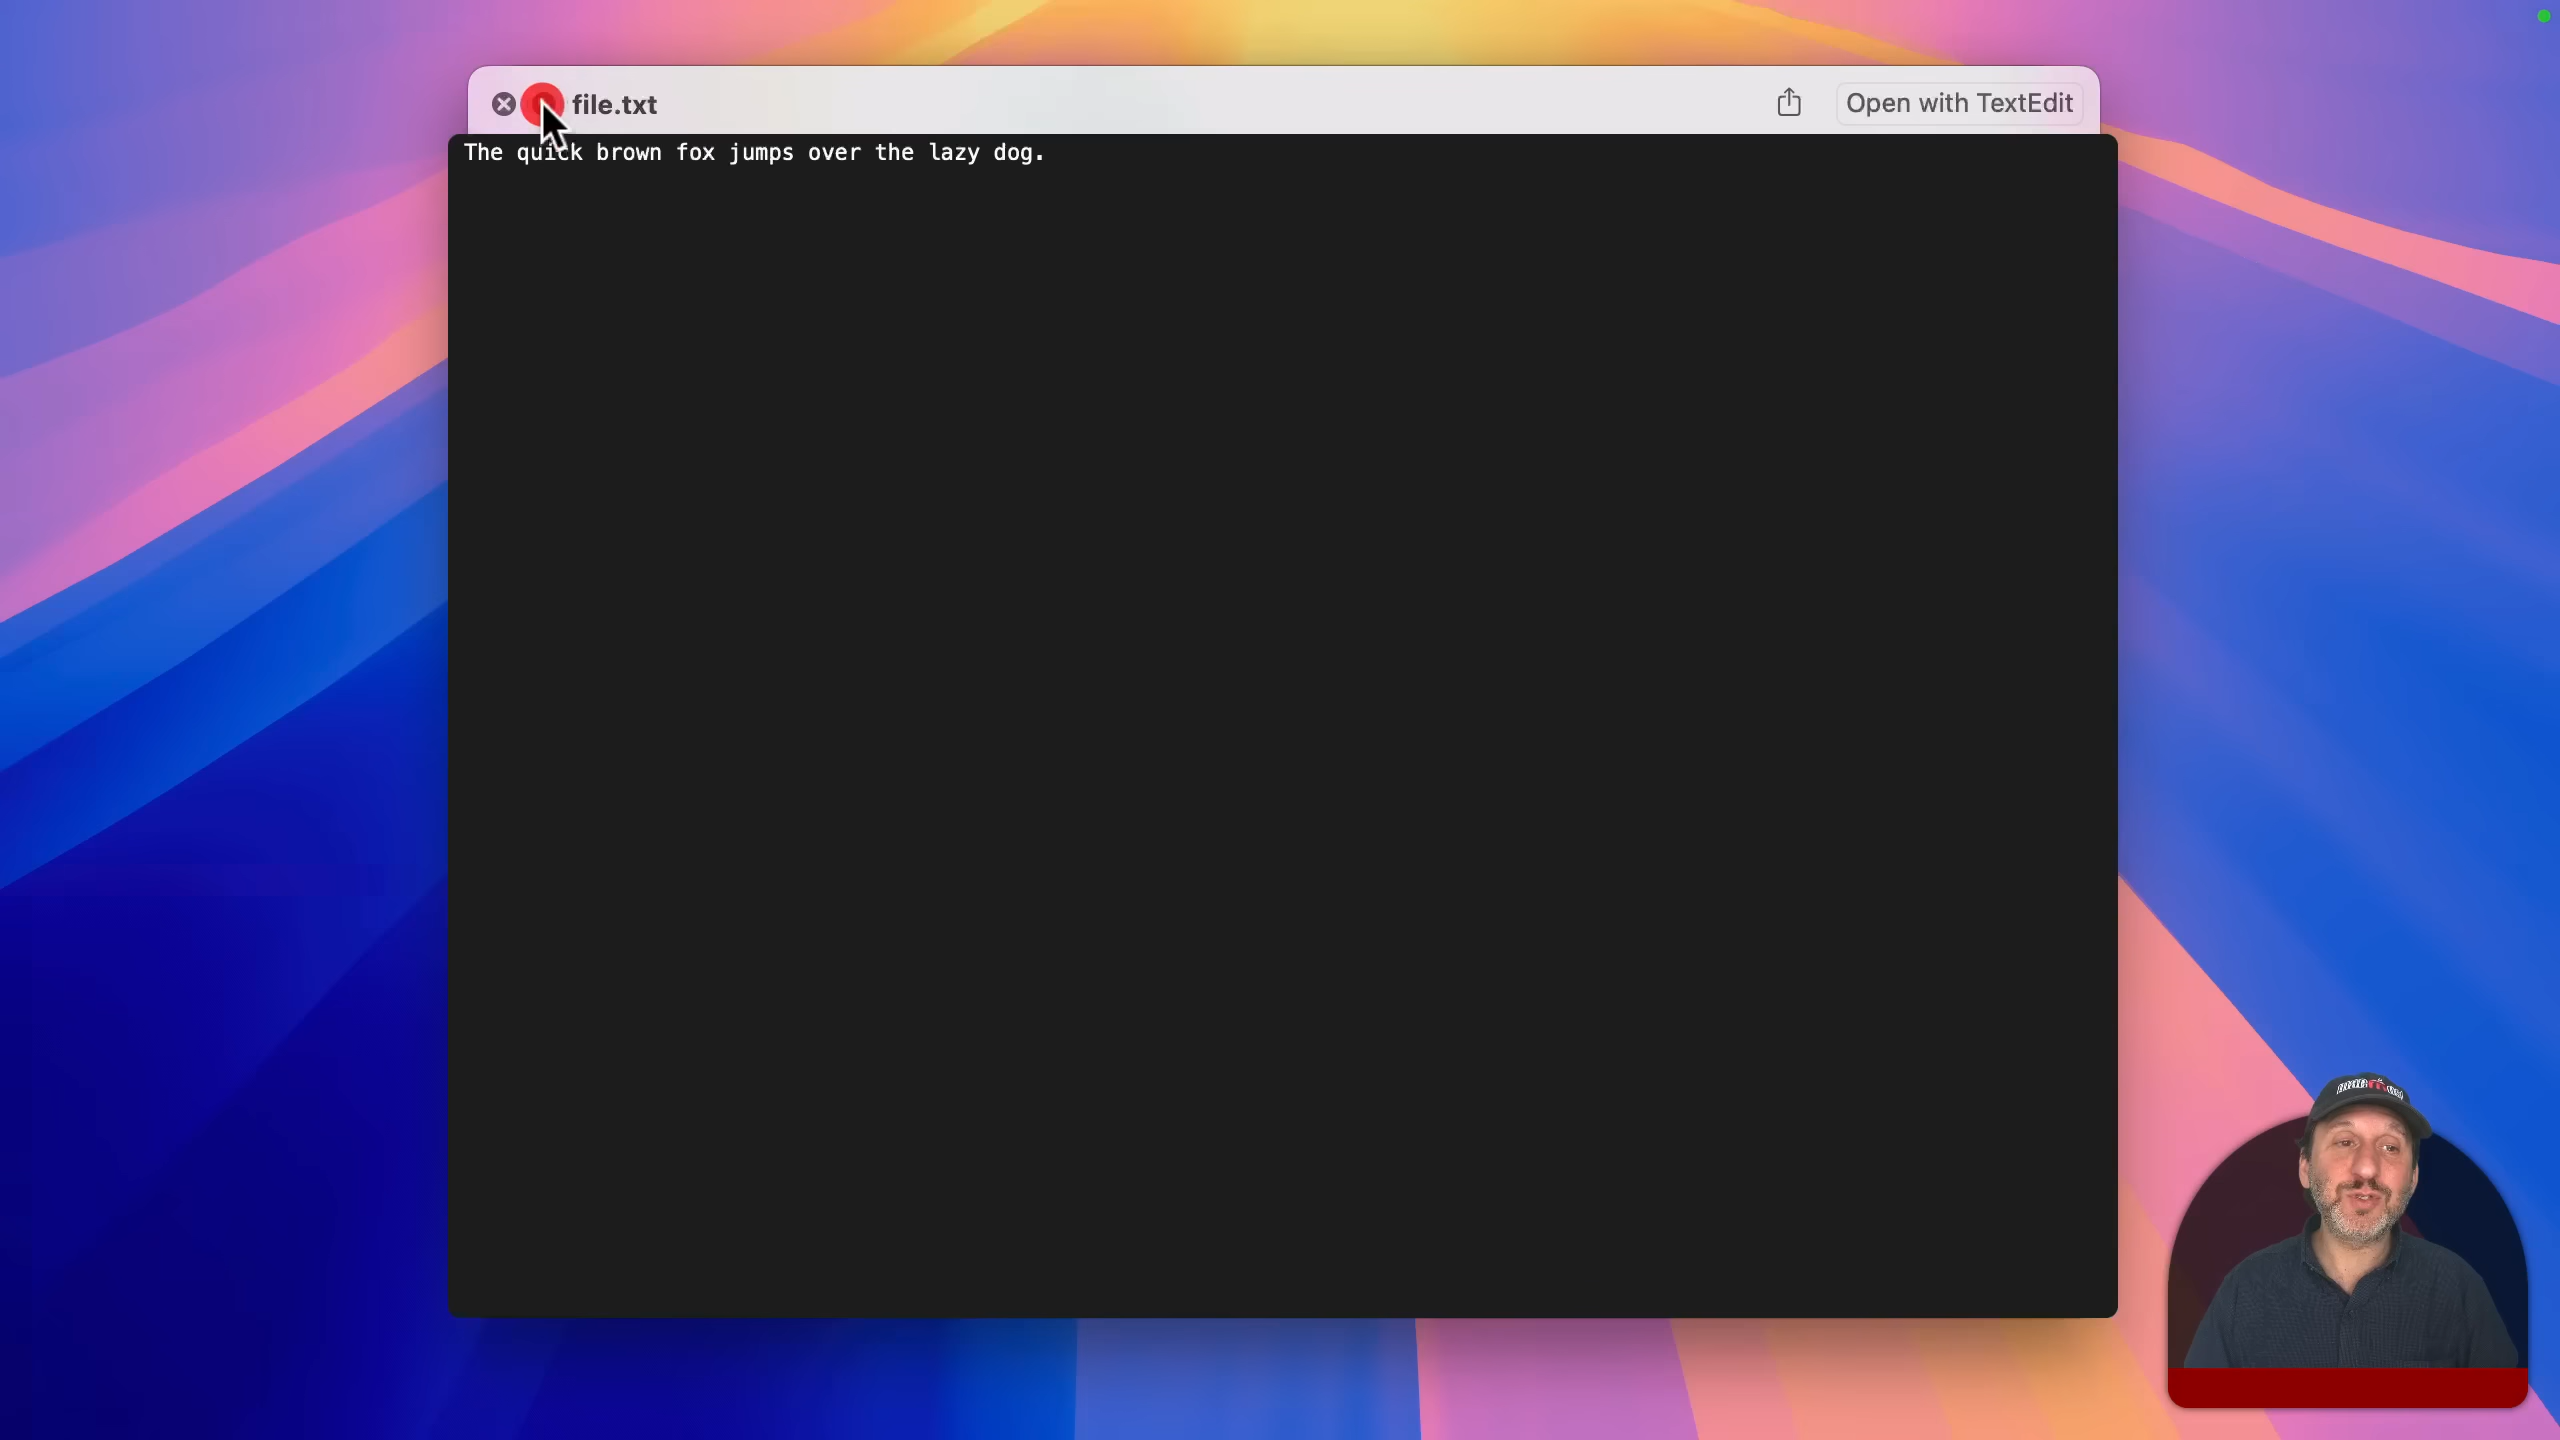 file.txt
Open with TextEdit
The quick brown fox jumps over the lazy dog.